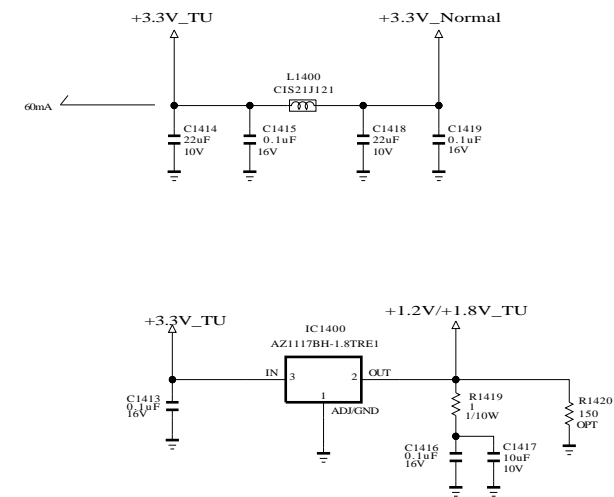 +3.3V_TU
+3.3V_Normal
L1400
CIS21J121
60mA
C1414
22uF
10V
C1415
0.1uF
16V
C1418
22uF
10V
C1419
0.1uF
16V
+3.3V_TU
IC1400
AZ1117BH-1.8TRE1
+1.2V/+1.8V_TU
IN
3
2
OUT
1
ADJ/GND
C1413
0.1uF
16V
R1419
1
1/10W
R1420
150
OPT
C1416
0.1uF
16V
C1417
10uF
10V